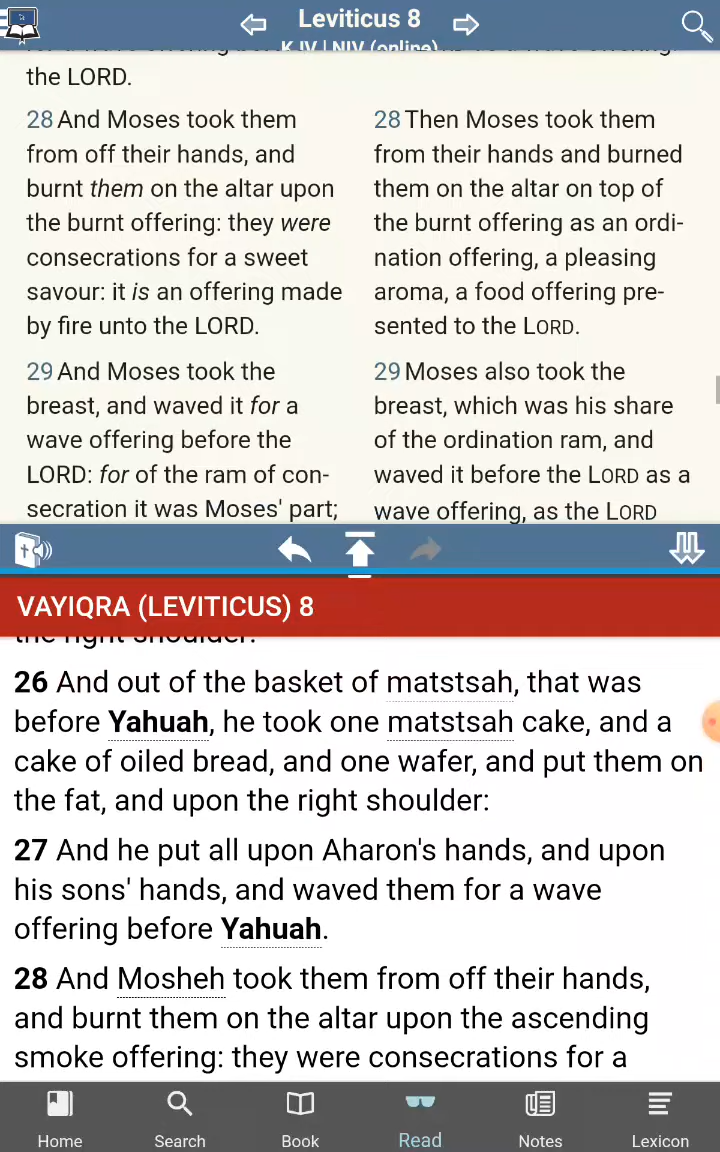 Leviticus 8
KJV | NIV (online)
the LORD.
28 And Moses took them
from off their hands, and
burnt them on the altar upon
the burnt offering: they were
consecrations for a sweet
savour: it is an offering made
by fire unto the LORD.
29 And Moses took the
breast, and waved it for a
wave offering before the
LORD: for of the ram of con-
secration it was Moses' part;
28 Then Moses took them
from their hands and burned
them on the altar on top of
the burnt offering as an ordi-
nation offering, a pleasing
aroma, a food offering pre-
sented to the LORD.
29 Moses also took the
breast, which was his share
of the ordination ram, and
waved it before the LORD as a
wave offering, as the LORD
VAYIQRA (LEVITICUS) 8
the right shoulder:
26 And out of the basket of matstsah, that was
before Yahuah, he took one matstsah cake, and a
cake of oiled bread, and one wafer, and put them on
the fat, and upon the right shoulder:
27 And he put all upon Aharon's hands, and upon
his sons' hands, and waved them for a wave
offering before Yahuah.
28 And Mosheh took them from off their hands,
and burnt them on the altar upon the ascending
smoke offering: they were consecrations for a
Home
Search
Book
Read
Notes
Lexicon